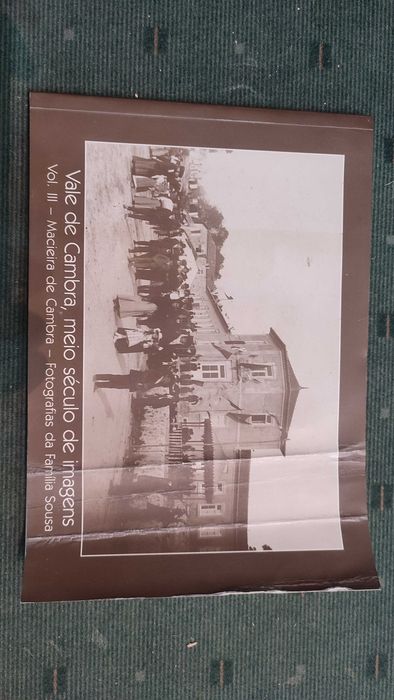 Vale de Cambra, meio século de imagens
Vol. III – Macieira de Cambra – Fotografias da Família Sousa